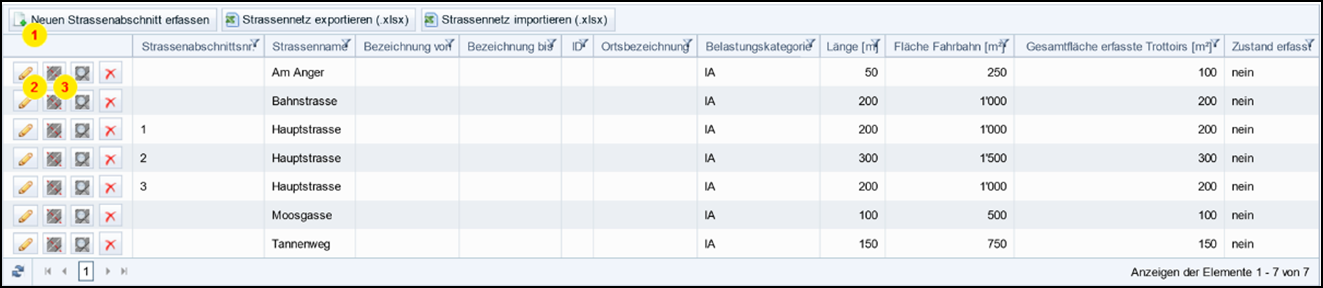 Neuen Strassenabschnitt erfassen Strassennetz exportieren (.xlsx) Strassennetz importieren (.xlsx)
1
Strassenabschnittsnr. Strassenname Bezeichnung von Bezeichnung bis ID Ortsbezeichnung Belastungskategorie Länge [m] Fläche Fahrbahn [m²] Gesamtfläche erfasste Trottoirs [m²] Zustand erfasst
Am Anger IA 50 250 100 nein
2 3
Bahnstrasse IA 200 1'000 200 nein
1 Hauptstrasse IA 200 1'000 200 nein
2 Hauptstrasse IA 300 1'500 300 nein
3 Hauptstrasse IA 200 1'000 200 nein
Moosgasse IA 100 500 100 nein
Tannenweg IA 150 750 150 nein
1 Anzeigen der Elemente 1 - 7 von 7